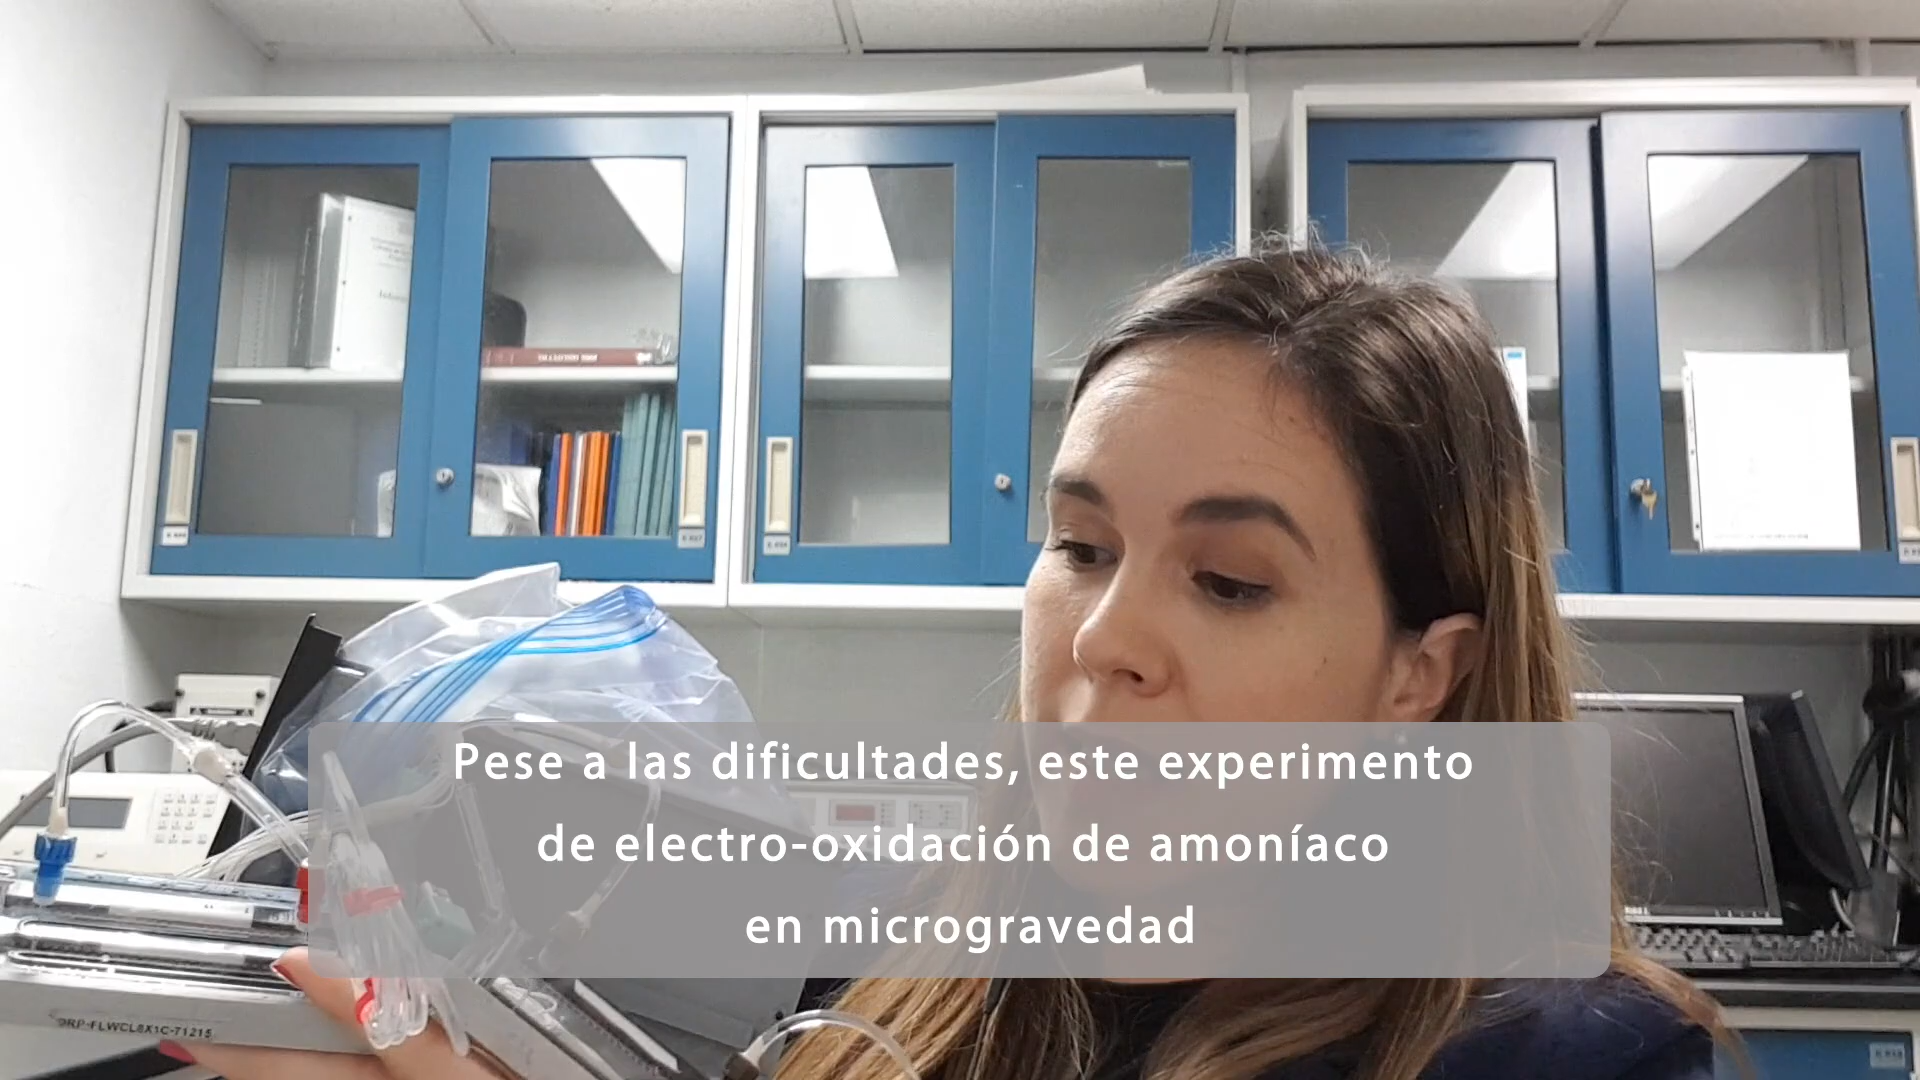 Pese a las dificultades, este experimento
de electro-oxidación de amoníaco
en microgravedad
DRP-FLWCL8X1C-71215